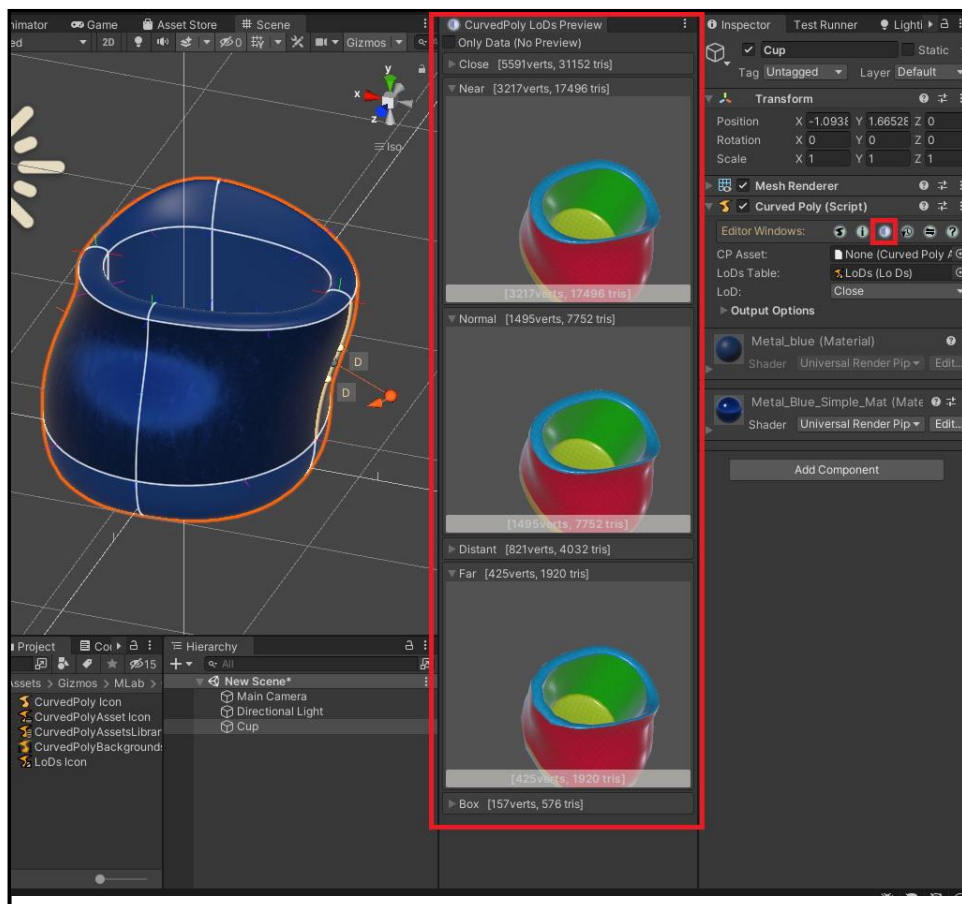 nimator Game Asset Store Scene
ed 2D 0 Gizmos
y
x
z
Iso
D
D
Project Co
15
Assets > Gizmos > MLab >
CurvedPoly Icon
CurvedPolyAsset Icon
CurvedPolyAssetsLibrar
CurvedPolyBackground
LoDs Icon
Hierarchy
All
New Scene*
Main Camera
Directional Light
Cup
CurvedPoly LoDs Preview
Only Data (No Preview)
Close [5591verts, 31152 tris]
Near [3217verts, 17496 tris]
[3217verts, 17496 tris]
Normal [1495verts, 7752 tris]
[1495verts, 7752 tris]
Distant [821verts, 4032 tris]
Far [425verts, 1920 tris]
[425verts, 1920 tris]
Box [157verts, 576 tris]
Inspector Test Runner Lighti
Cup Static
Tag Untagged Layer Default
Transform
Position X -1.0938 Y 1.66528 Z 0
Rotation X 0 Y 0 Z 0
Scale X 1 Y 1 Z 1
Mesh Renderer
Curved Poly (Script)
Editor Windows:
CP Asset: None (Curved Poly A
LoDs Table: LoDs (Lo Ds)
LoD: Close
Output Options
Metal_blue (Material)
Shader Universal Render Pip Edit...
Metal_Blue_Simple_Mat (Mate
Shader Universal Render Pip Edit...
Add Component